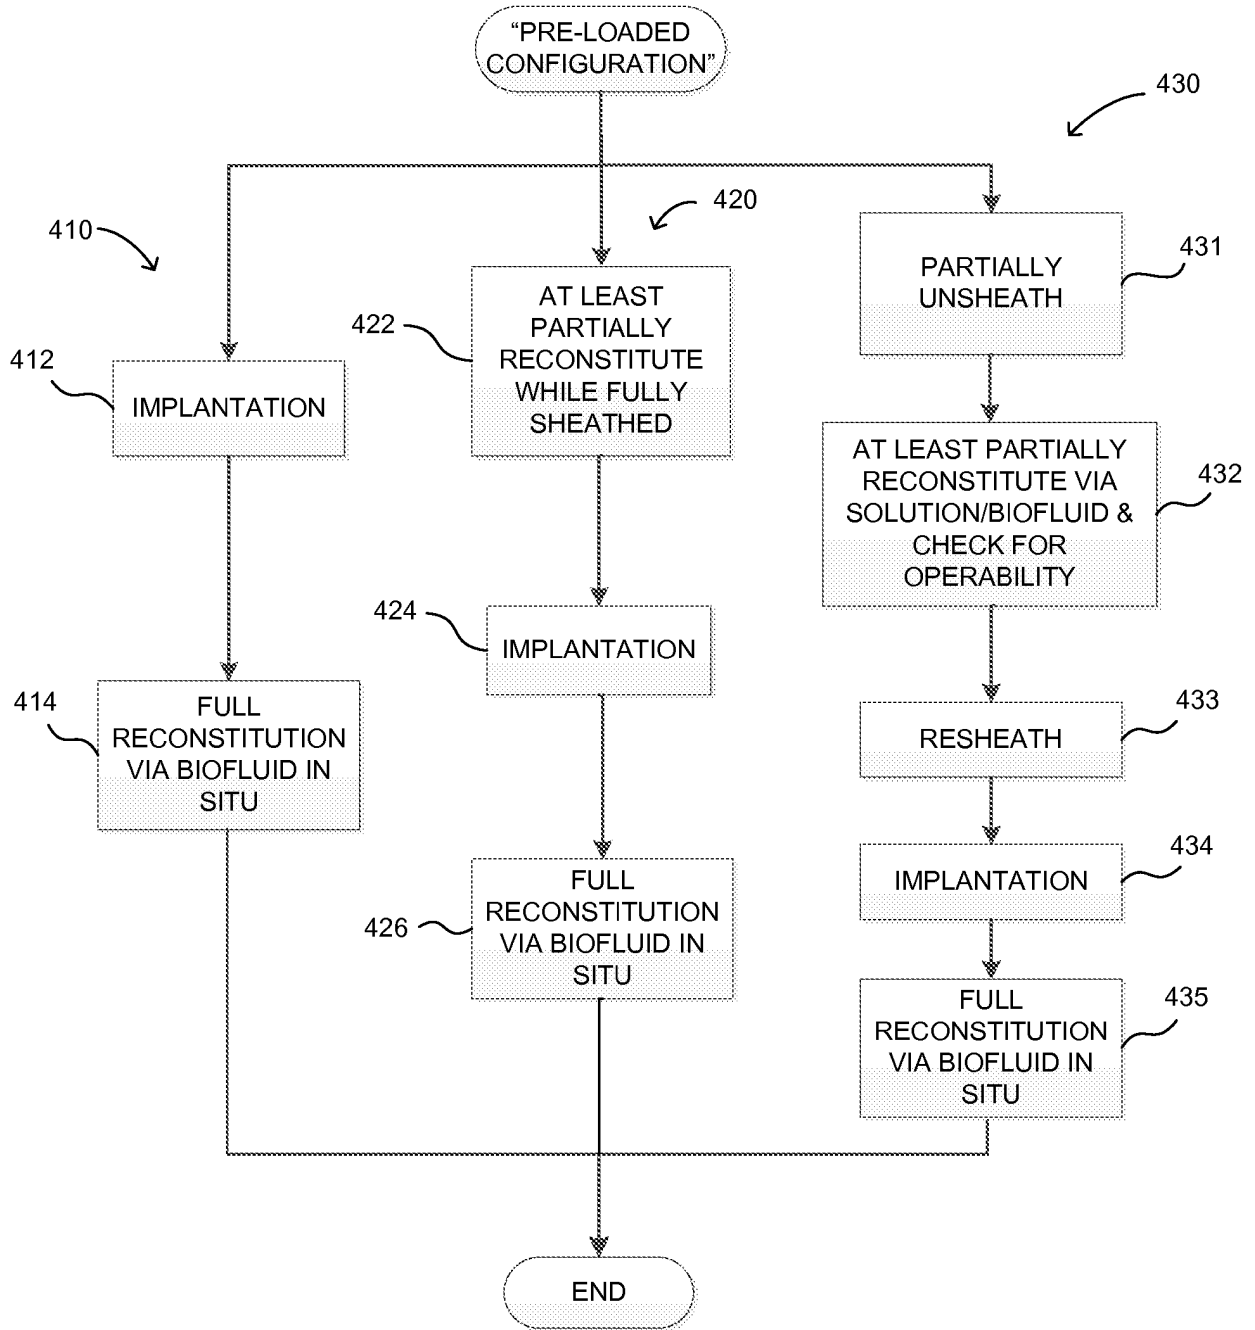 “PRE-LOADED
CONFIGURATION”
430
420
410
431
PARTIALLY
UNSHEATH
422
AT LEAST
PARTIALLY
RECONSTITUTE
WHILE FULLY
SHEATHED
412
IMPLANTATION
432
AT LEAST PARTIALLY
RECONSTITUTE VIA
SOLUTION/BIOFLUID &
CHECK FOR
OPERABILITY
424
IMPLANTATION
414
FULL
RECONSTITUTION
VIA BIOFLUID IN
SITU
433
RESHEATH
434
IMPLANTATION
426
FULL
RECONSTITUTION
VIA BIOFLUID IN
SITU
435
FULL
RECONSTITUTION
VIA BIOFLUID IN
SITU
END